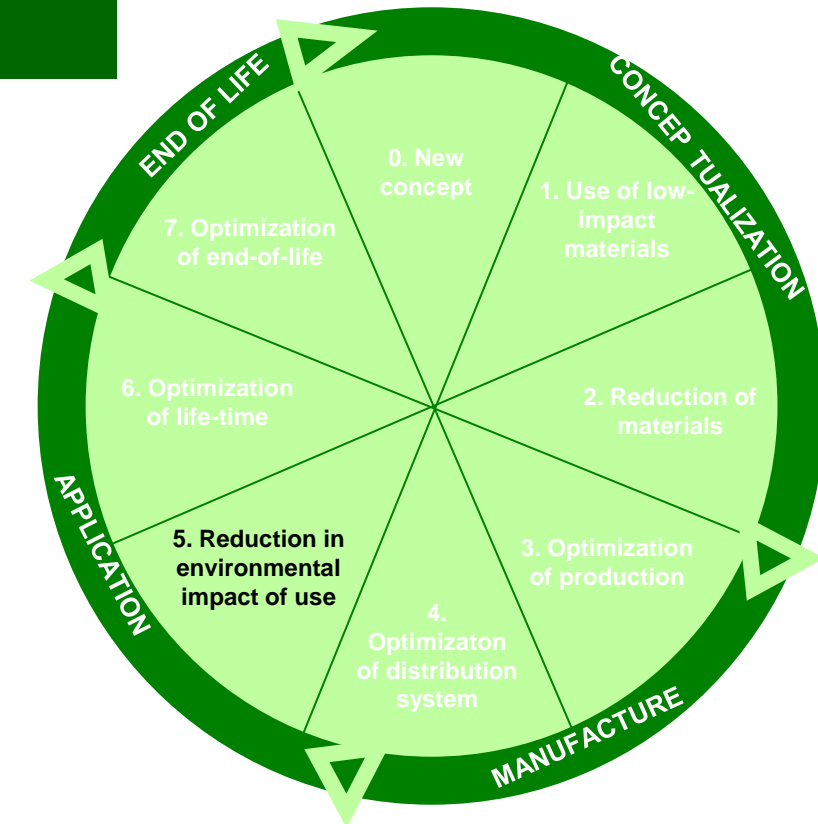 END OF LIFE
CONCEP TUALIZATION
0. New
concept
1. Use of low-
impact
materials
7. Optimization
of end-of-life
6. Optimization
of life-time
2. Reduction of
materials
APPLICATION
5. Reduction in
environmental
impact of use
3. Optimization
of production
4.
Optimizaton
of distribution
system
MANUFACTURE